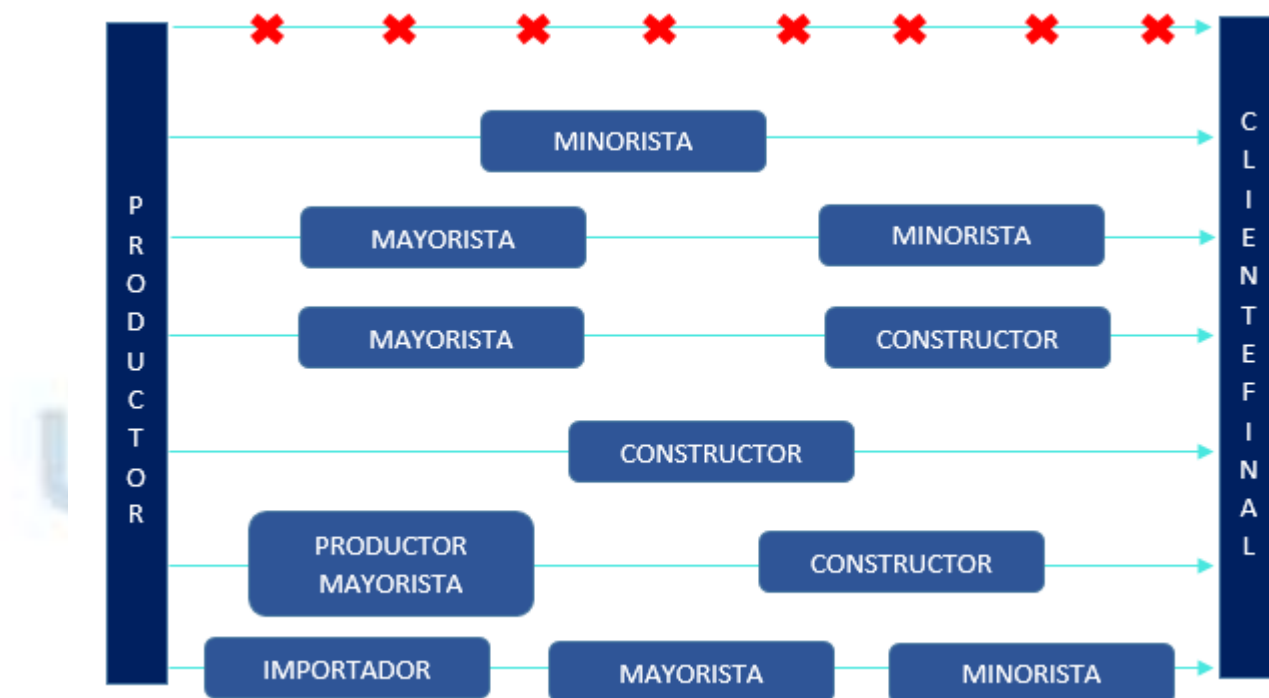 PRODUCTOR
MINORISTA
MAYORISTA
MINORISTA
MAYORISTA
CONSTRUCTOR
CONSTRUCTOR
PRODUCTOR
MAYORISTA
CONSTRUCTOR
IMPORTADOR
MAYORISTA
MINORISTA
CLIENTE FINAL